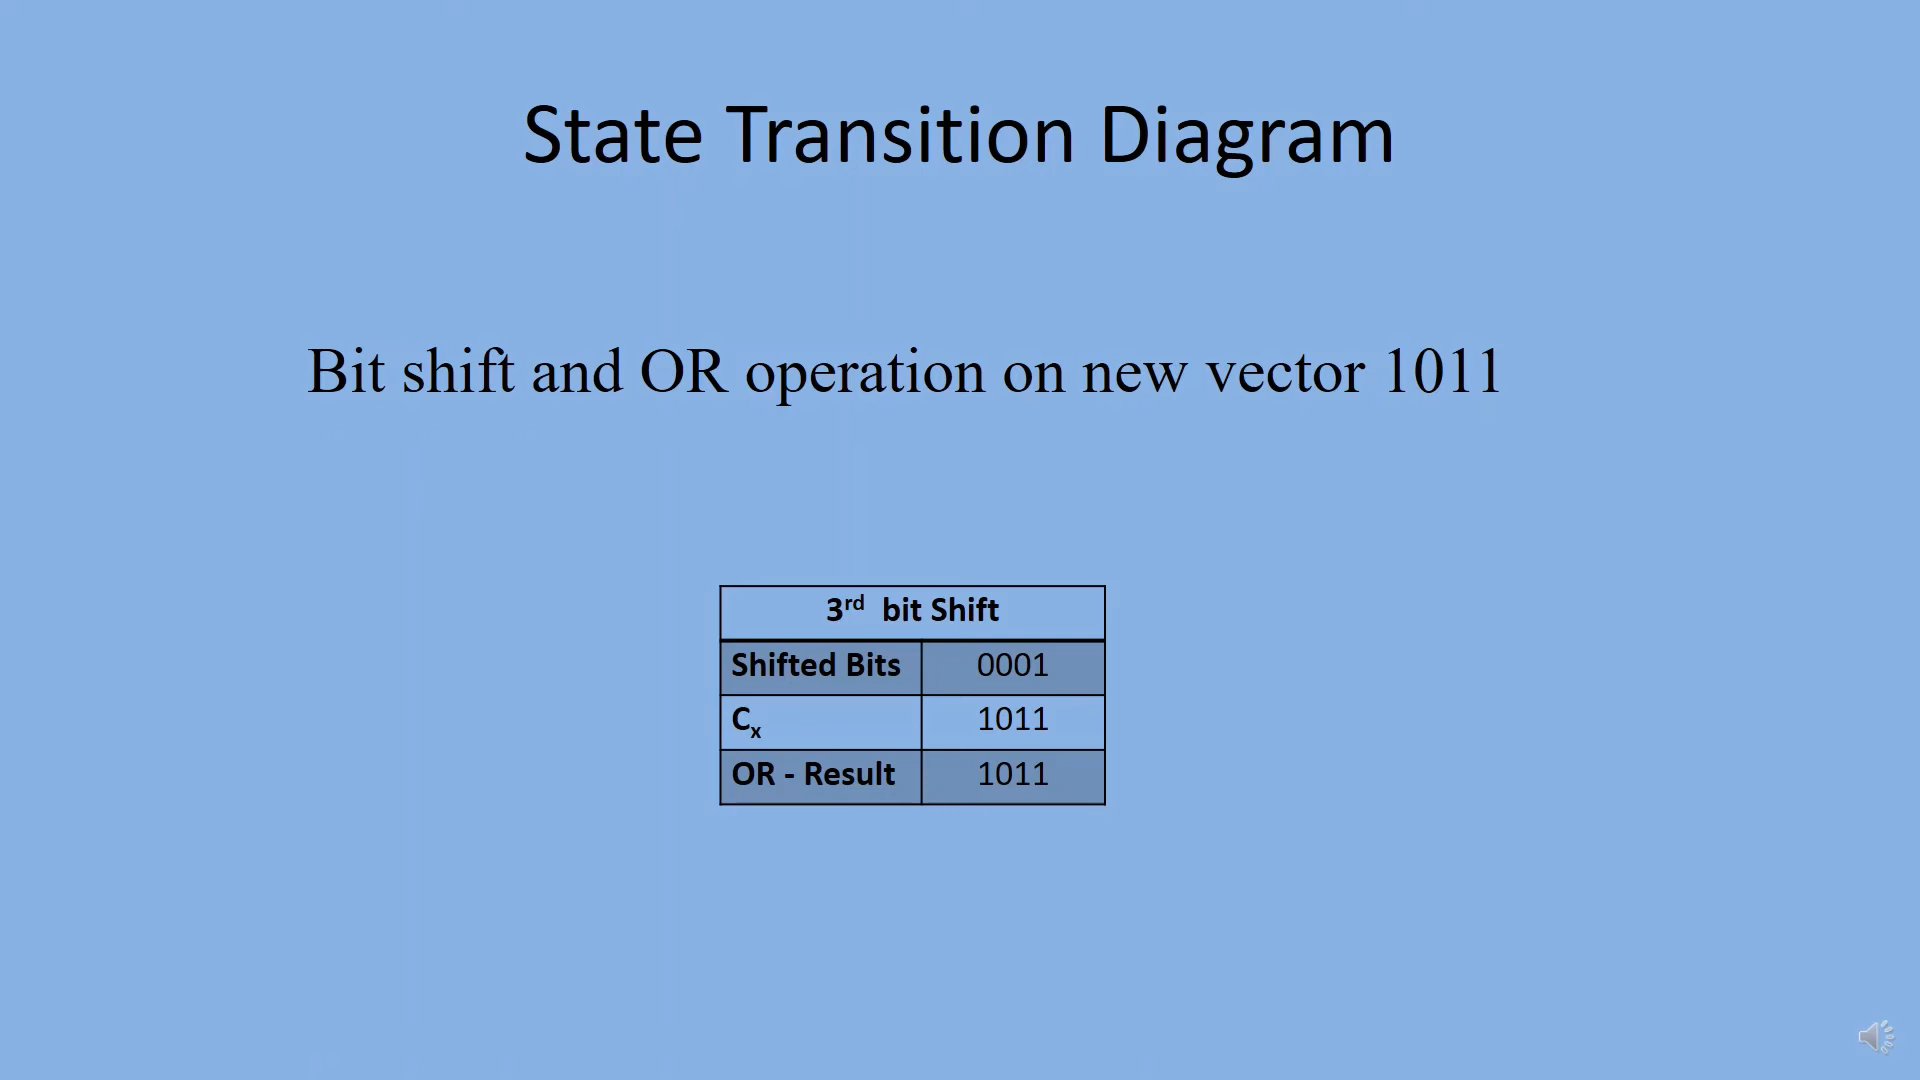 State Transition Diagram
Bit shift and OR operation on new vector 1011
3rd bit Shift
Shifted Bits 0001
Cx 1011
OR - Result 1011